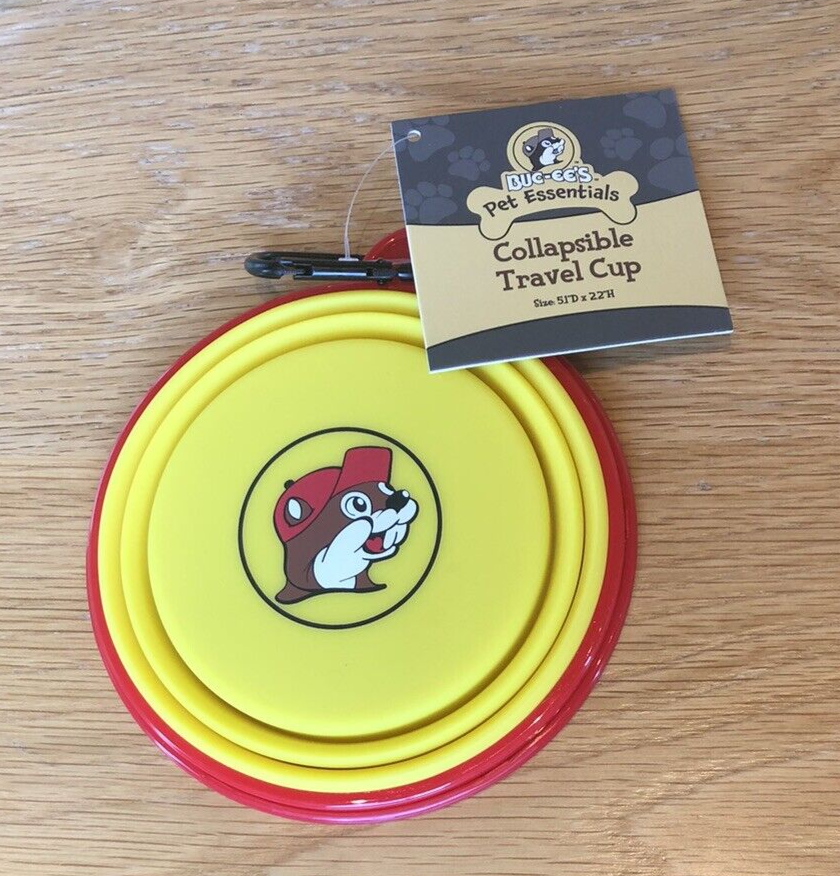 BUC-EE'S
Pet Essentials
Collapsible
Travel Cup
Size: 5.1"D x 2.2"H